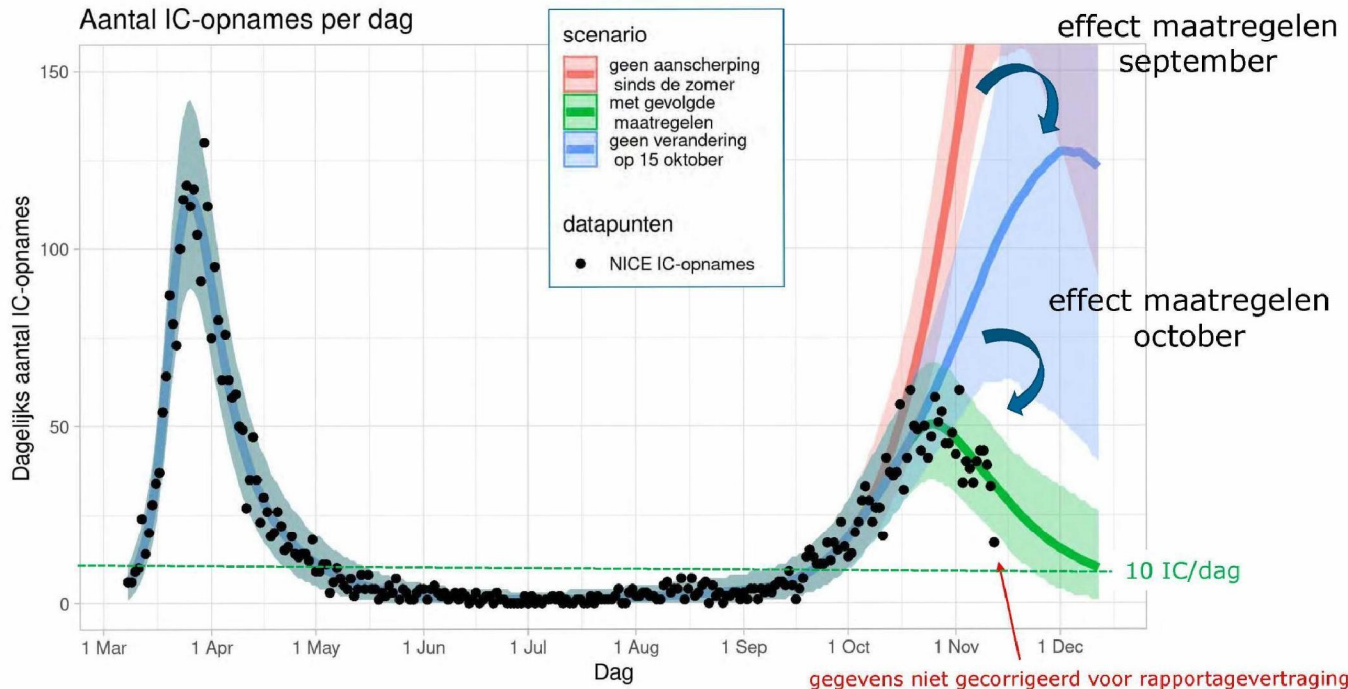 Aantal IC-opnames per dag
effect maatregelen
september
scenario
geen aanscherping
sinds de zomer
met gevolgde
maatregelen
geen verandering
op 15 oktober
datapunten
NICE IC-opnames
effect maatregelen
october
Dagelijks aantal IC-opnames
150
100
50
0
10 IC/dag
1 Mar
1 Apr
1 May
1 Jun
1 Jul
1 Aug
1 Sep
1 Oct
1 Nov
1 Dec
Dag
gegevens niet gecorrigeerd voor rapportagevertraging